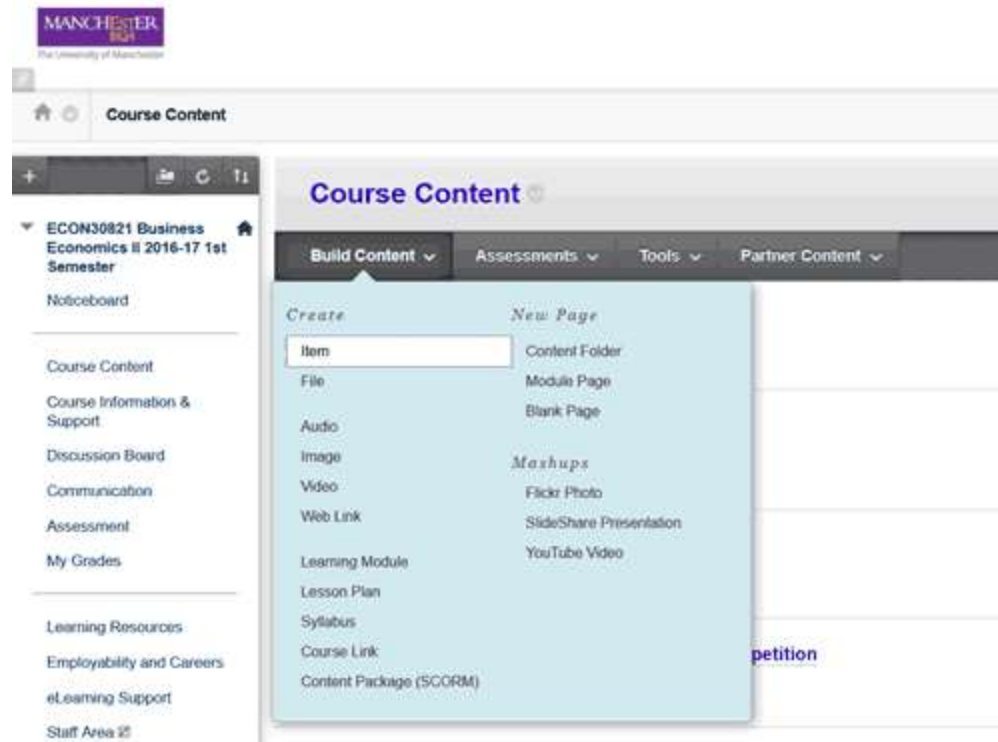 MANCHESTER
1824
The University of Manchester
Course Content
Course Content
ECON30821 Business
Economics II 2016-17 1st
Semester
Noticeboard
Course Content
Course Information &
Support
Discussion Board
Communication
Assessment
My Grades
Learning Resources
Employability and Careers
eLearning Support
Staff Area
Build Content
Assessments
Tools
Partner Content
Create
Item
File
Audio
Image
Video
Web Link
Learning Module
Lesson Plan
Syllabus
Course Link
Content Package (SCORM)
New Page
Content Folder
Module Page
Blank Page
Mashups
Flickr Photo
SlideShare Presentation
YouTube Video
petition